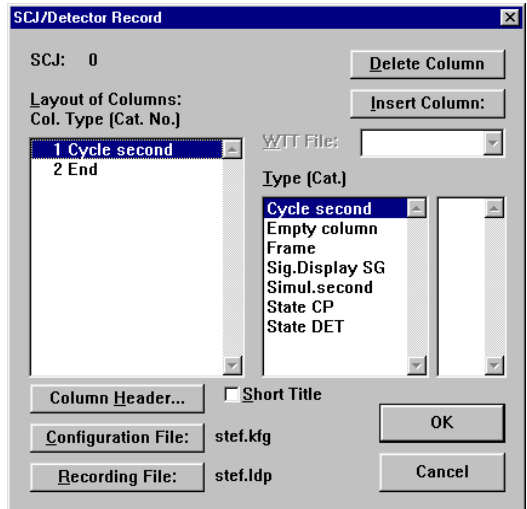 SCJ/Detector Record
SCJ: 0
Delete Column
Layout of Columns:
Col. Type (Cat. No.)
Insert Column:
1 Cycle second
2 End
WTT File:
Type (Cat.)
Cycle second
Empty column
Frame
Sig.Display SG
Simul.second
State CP
State DET
Column Header...
Short Title
Configuration File: stef.kfg
OK
Recording File: stef.ldp
Cancel